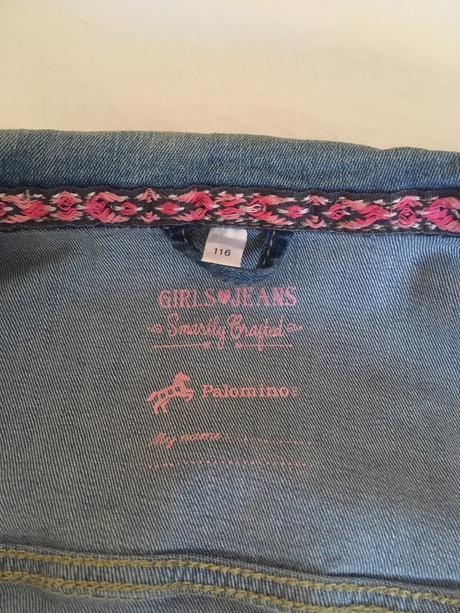 116
GIRLS♥JEANS
Smartly Crafted
Palomino
My name: